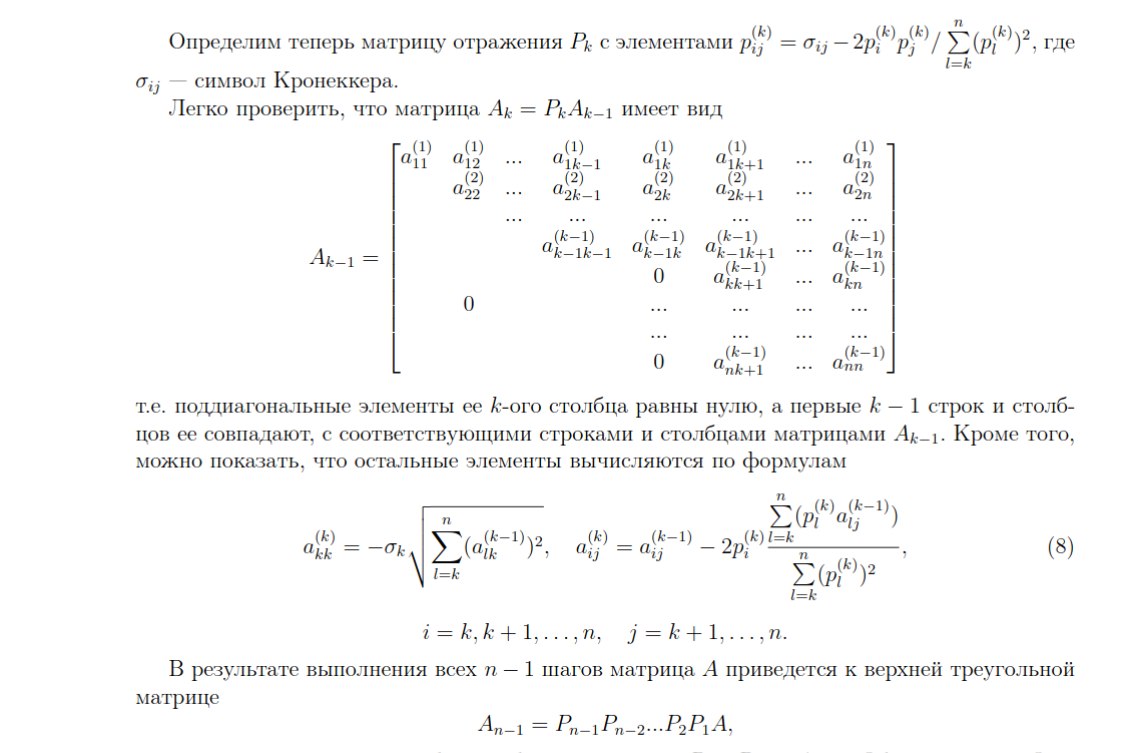 Определим теперь матрицу отражения $P_k$ с элементами $p_{ij}^{(k)} = \sigma_{ij} - 2p_i^{(k)}p_j^{(k)} / \sum\limits_{l=k}^{n}(p_l^{(k)})^2$, где
$\sigma_{ij}$ — символ Кронеккера.
Легко проверить, что матрица $A_k = P_kA_{k-1}$ имеет вид
$a_{11}^{(1)}$ $a_{12}^{(1)}$ ... $a_{1k-1}^{(1)}$ $a_{1k}^{(1)}$ $a_{1k+1}^{(1)}$ ... $a_{1n}^{(1)}$
$a_{22}^{(2)}$ ... $a_{2k-1}^{(2)}$ $a_{2k}^{(2)}$ $a_{2k+1}^{(2)}$ ... $a_{2n}^{(2)}$
... ... ... ... ... ...
$A_{k-1} =$ $a_{k-1k-1}^{(k-1)}$ $a_{k-1k}^{(k-1)}$ $a_{k-1k+1}^{(k-1)}$ ... $a_{k-1n}^{(k-1)}$
0 $a_{kk+1}^{(k-1)}$ ... $a_{kn}^{(k-1)}$
0 ... ... ... ...
... ... ... ...
0 $a_{nk+1}^{(k-1)}$ ... $a_{nn}^{(k-1)}$
т.е. поддиагональные элементы ее $k$-ого столбца равны нулю, а первые $k-1$ строк и столб-
цов ее совпадают, с соответствующими строками и столбцами матрицами $A_{k-1}$. Кроме того,
можно показать, что остальные элементы вычисляются по формулам
$a_{kk}^{(k)} = -\sigma_k\sqrt{\sum\limits_{l=k}^{n}(a_{lk}^{(k-1)})^2}, \quad a_{ij}^{(k)} = a_{ij}^{(k-1)} - 2p_i^{(k)}\frac{\sum\limits_{l=k}^{n}(p_l^{(k)}a_{lj}^{(k-1)})}{\sum\limits_{l=k}^{n}(p_l^{(k)})^2},$ (8)
$i = k, k+1, \ldots, n, \quad j = k+1, \ldots, n.$
В результате выполнения всех $n-1$ шагов матрица $A$ приведется к верхней треугольной
матрице
$A_{n-1} = P_{n-1}P_{n-2}...P_2P_1A,$